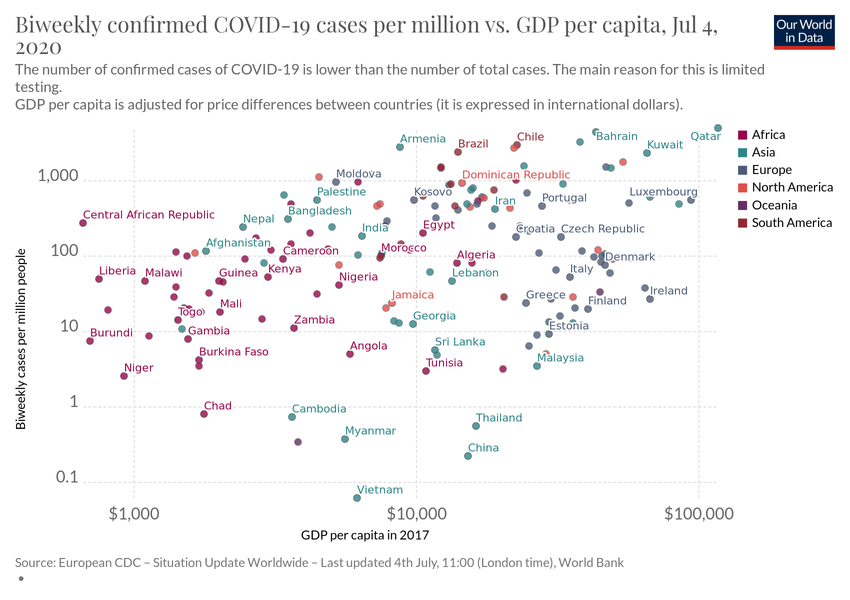 Biweekly confirmed COVID-19 cases per million vs. GDP per capita, Jul 4,
2020
Our World
in Data
The number of confirmed cases of COVID-19 is lower than the number of total cases. The main reason for this is limited
testing.
GDP per capita is adjusted for price differences between countries (it is expressed in international dollars).
Africa
Asia
Europe
North America
Oceania
South America
Biweekly cases per million people
1,000
100
10
1
0.1
Armenia
Brazil
Chile
Bahrain
Kuwait
Qatar
Moldova
Dominican Republic
Palestine
Kosovo
Iran
Portugal
Luxembourg
Central African Republic
Nepal
Bangladesh
India
Egypt
Croatia
Czech Republic
Afghanistan
Cameroon
Morocco
Algeria
Denmark
Liberia
Malawi
Guinea
Kenya
Nigeria
Lebanon
Italy
Jamaica
Greece
Ireland
Togo
Mali
Finland
Zambia
Georgia
Estonia
Burundi
Gambia
Burkina Faso
Angola
Sri Lanka
Tunisia
Malaysia
Niger
Chad
Cambodia
Myanmar
Thailand
China
Vietnam
$1,000
$10,000
$100,000
GDP per capita in 2017
Source: European CDC – Situation Update Worldwide – Last updated 4th July, 11:00 (London time), World Bank